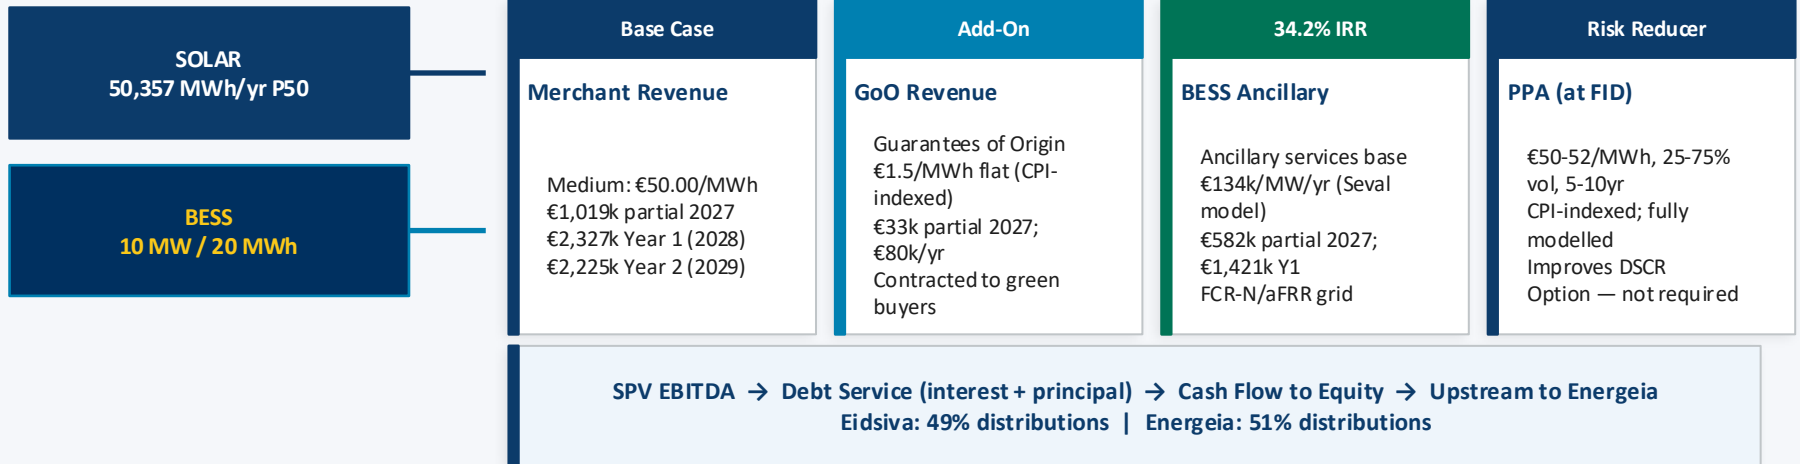 SOLAR
50,357 MWh/yr P50
BESS
10 MW / 20 MWh
Base Case
Merchant Revenue
Medium: €50.00/MWh
€1,019k partial 2027
€2,327k Year 1 (2028)
€2,225k Year 2 (2029)
Add-On
GoO Revenue
Guarantees of Origin
€1.5/MWh flat (CPI-
indexed)
€33k partial 2027;
€80k/yr
Contracted to green
buyers
34.2% IRR
BESS Ancillary
Ancillary services base
€134k/MW/yr (Seval
model)
€582k partial 2027;
€1,421k Y1
FCR-N/aFRR grid
Risk Reducer
PPA (at FID)
€50-52/MWh, 25-75%
vol, 5-10yr
CPI-indexed; fully
modelled
Improves DSCR
Option — not required
SPV EBITDA → Debt Service (interest + principal) → Cash Flow to Equity → Upstream to Energeia
Eidsiva: 49% distributions | Energeia: 51% distributions